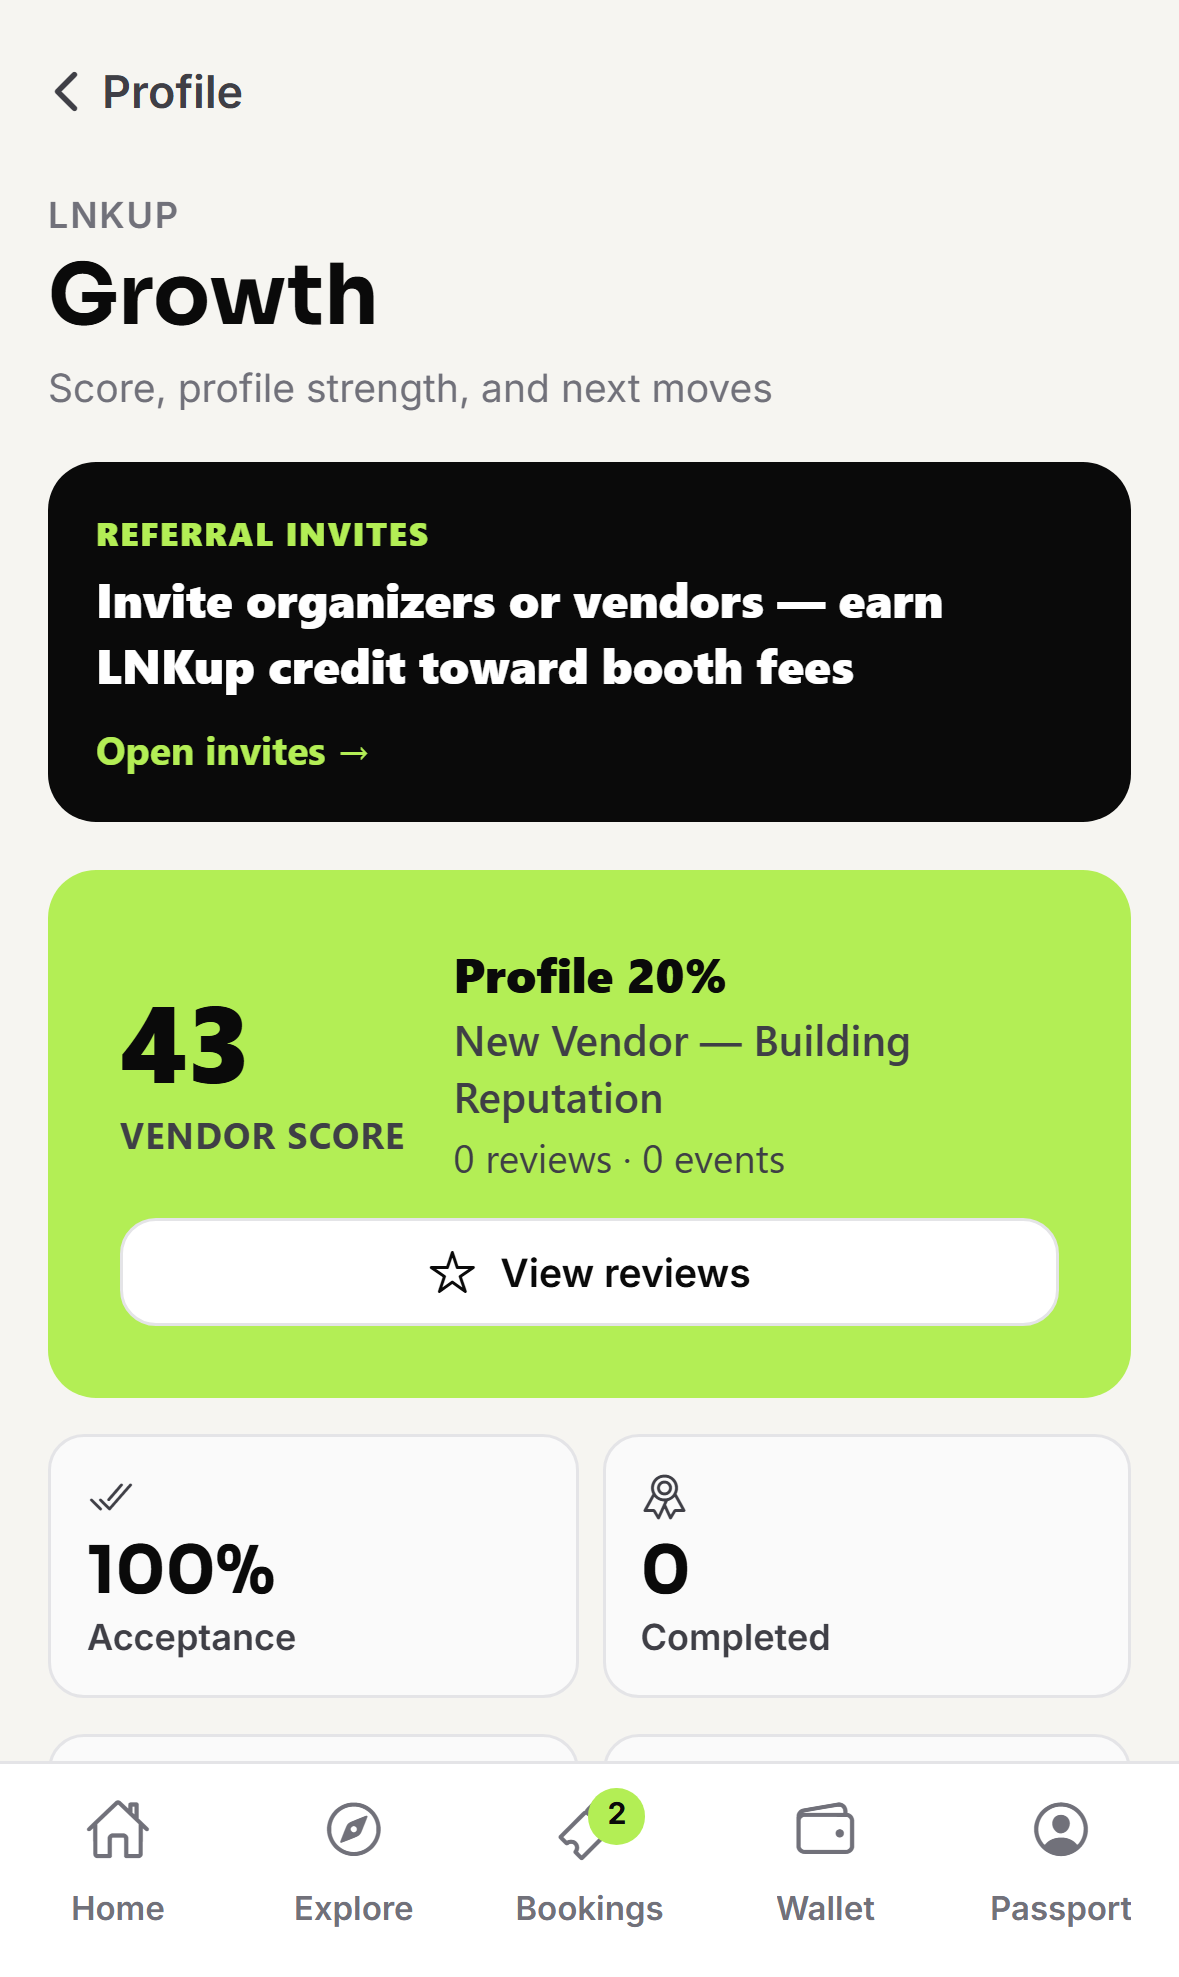 Profile
LNKUP
Growth
Score, profile strength, and next moves
REFERRAL INVITES
Invite organizers or vendors — earn
LNKup credit toward booth fees
Open invites →
43
VENDOR SCORE
Profile 20%
New Vendor — Building
Reputation
0 reviews · 0 events
View reviews
100%
Acceptance
0
Completed
2
Home
Explore
Bookings
Wallet
Passport